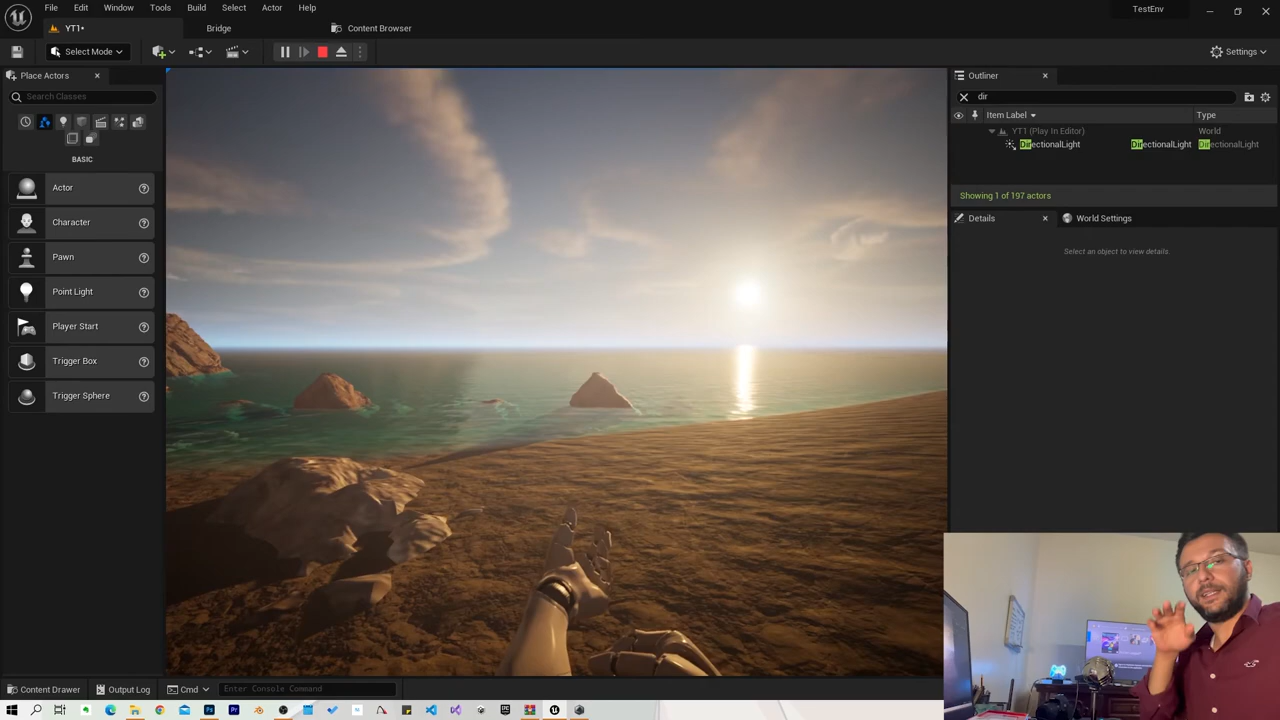 File Edit Window Tools Build Select Actor Help
TestEnv
YT1*
Bridge
Content Browser
Select Mode
Settings
Place Actors
Search Classes
BASIC
Actor
Character
Pawn
Point Light
Player Start
Trigger Box
Trigger Sphere
Outliner
dir
Item Label
Type
YT1 (Play In Editor)
World
DirectionalLight
DirectionalLight
DirectionalLight
Showing 1 of 197 actors
Details
World Settings
Select an object to view details.
Content Drawer
Output Log
Cmd
Enter Console Command